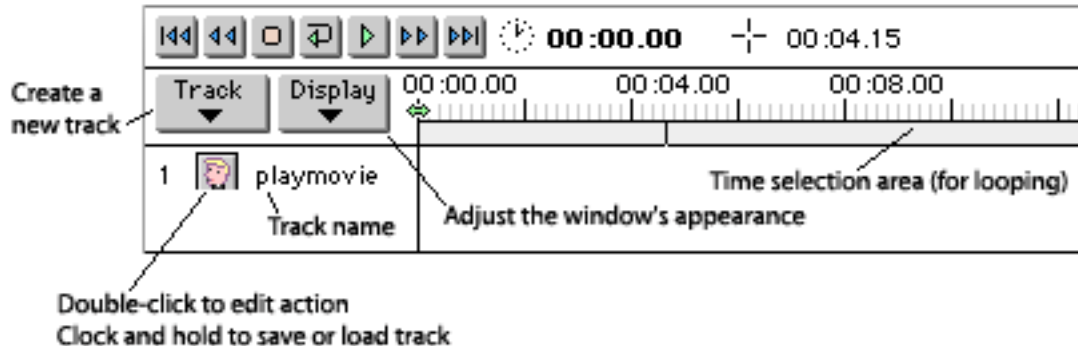 00:00.00 00:04.15
Create a
new track
Track Display 00:00.00 00:04.00 00:08.00
1 playmovie
Time selection area (for looping)
Track name
Adjust the window's appearance
Double-click to edit action
Clock and hold to save or load track